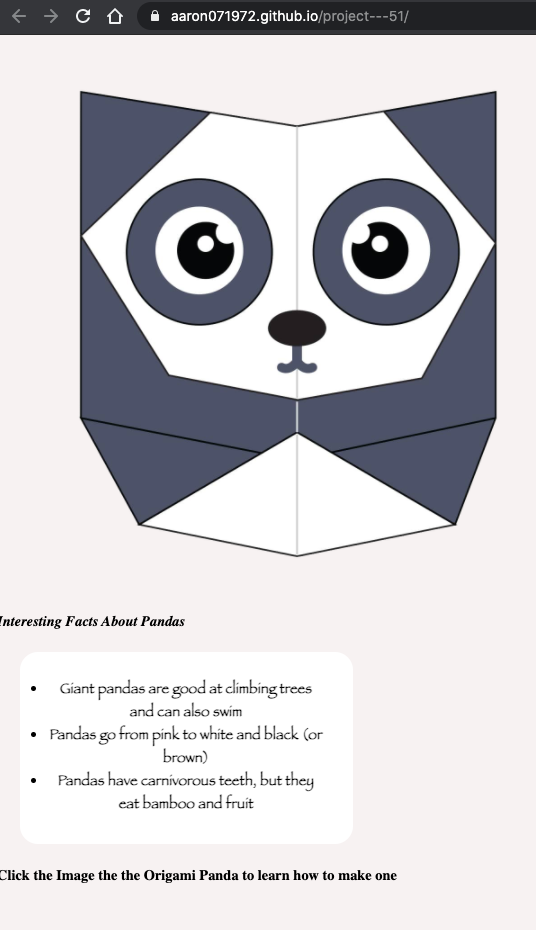 aaron071972.github.io/project---51/
Interesting Facts About Pandas
Giant pandas are good at climbing trees
and can also swim
Pandas go from pink to white and black (or
brown)
Pandas have carnivorous teeth, but they
eat bamboo and fruit
Click the Image the the Origami Panda to learn how to make one